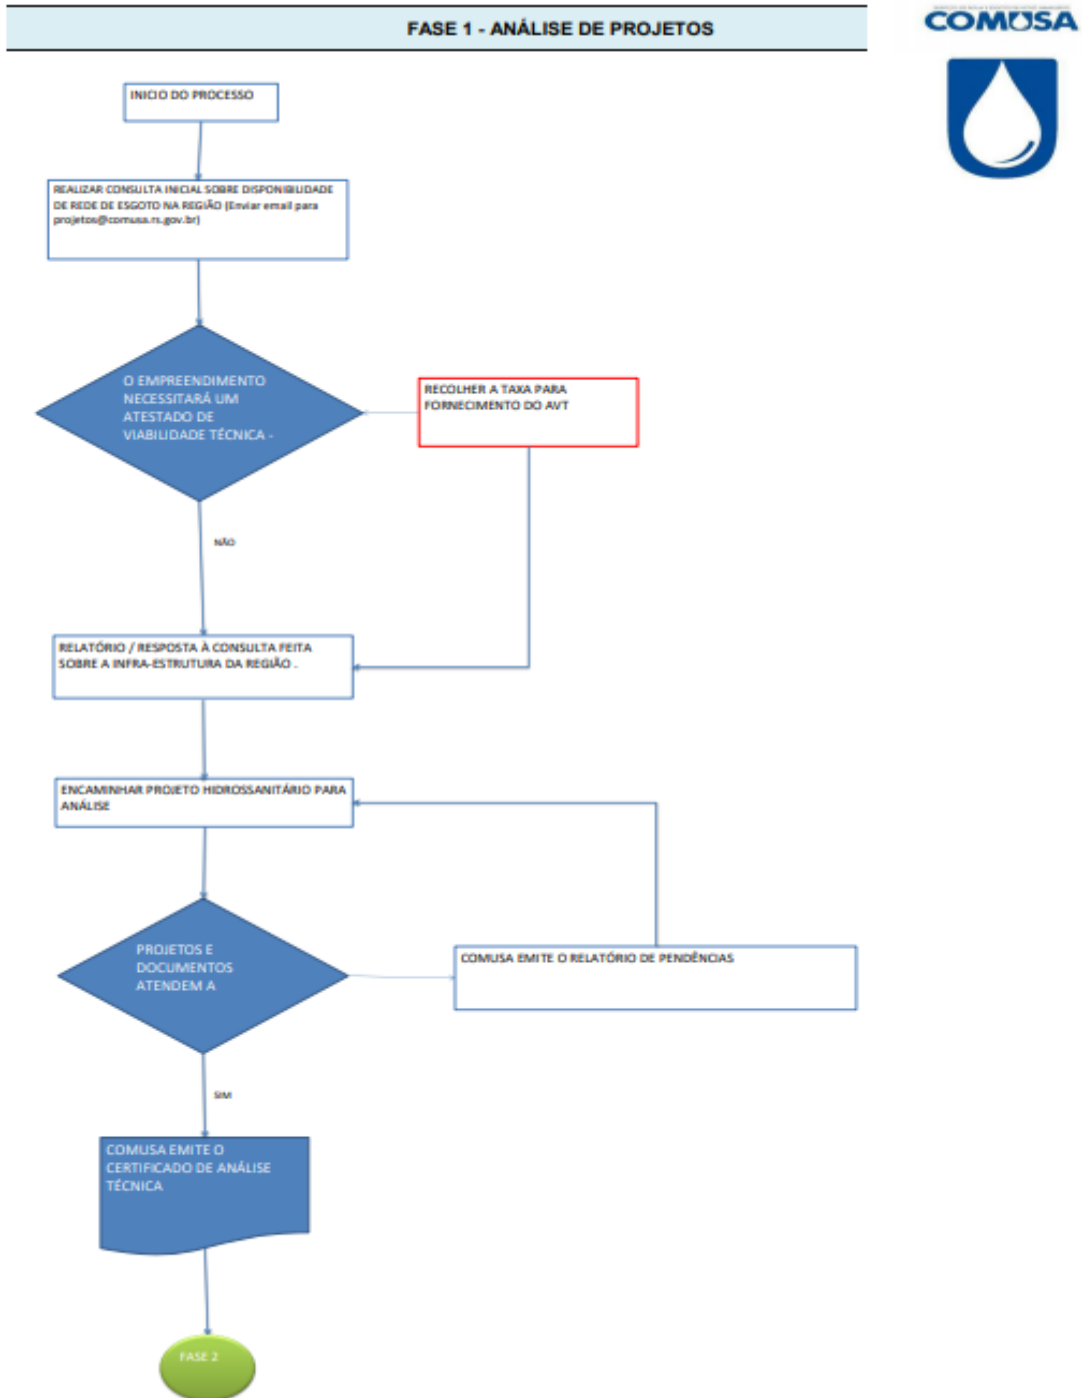 FASE 1 - ANÁLISE DE PROJETOS
COMUSA
INICIO DO PROCESSO
REALIZAR CONSULTA INICIAL SOBRE DISPONIBILIDADE
DE REDE DE ESGOTO NA REGIÃO (Enviar email para
projetos@comusa.rs.gov.br)
O EMPREENDIMENTO
NECESSITARÁ UM
ATESTADO DE
VIABILIDADE TÉCNICA -
RECOLHER A TAXA PARA
FORNECIMENTO DO AVT
NÃO
RELATÓRIO / RESPOSTA À CONSULTA FEITA
SOBRE A INFRA-ESTRUTURA DA REGIÃO .
ENCAMINHAR PROJETO HIDROSSANITÁRIO PARA
ANÁLISE
PROJETOS E
DOCUMENTOS
ATENDEM A
COMUSA EMITE O RELATÓRIO DE PENDÊNCIAS
SIM
COMUSA EMITE O
CERTIFICADO DE ANÁLISE
TÉCNICA
FASE 2